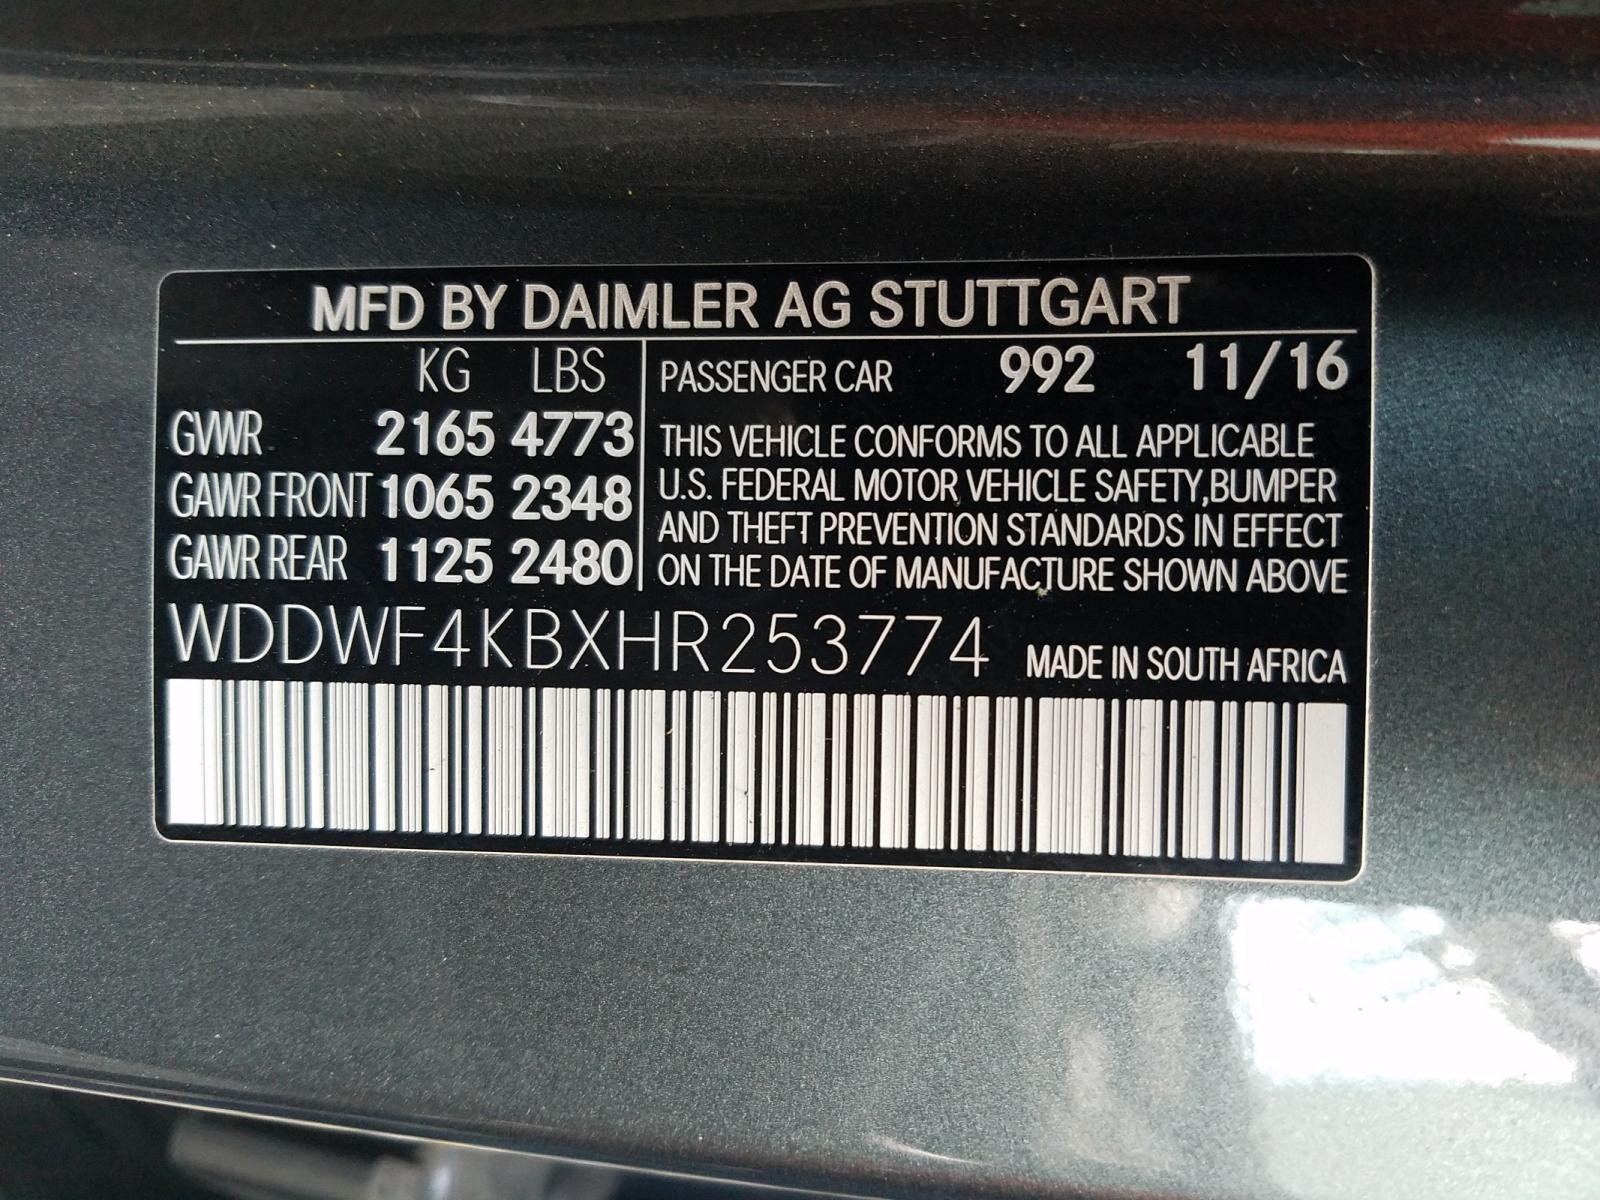 MFD BY DAIMLER AG STUTTGART
KG LBS
GVWR 2165 4773
GAWR FRONT 1065 2348
GAWR REAR 1125 2480
PASSENGER CAR 992 11/16
THIS VEHICLE CONFORMS TO ALL APPLICABLE
U.S. FEDERAL MOTOR VEHICLE SAFETY, BUMPER
AND THEFT PREVENTION STANDARDS IN EFFECT
ON THE DATE OF MANUFACTURE SHOWN ABOVE
WDDWF4KBXHR253774 MADE IN SOUTH AFRICA